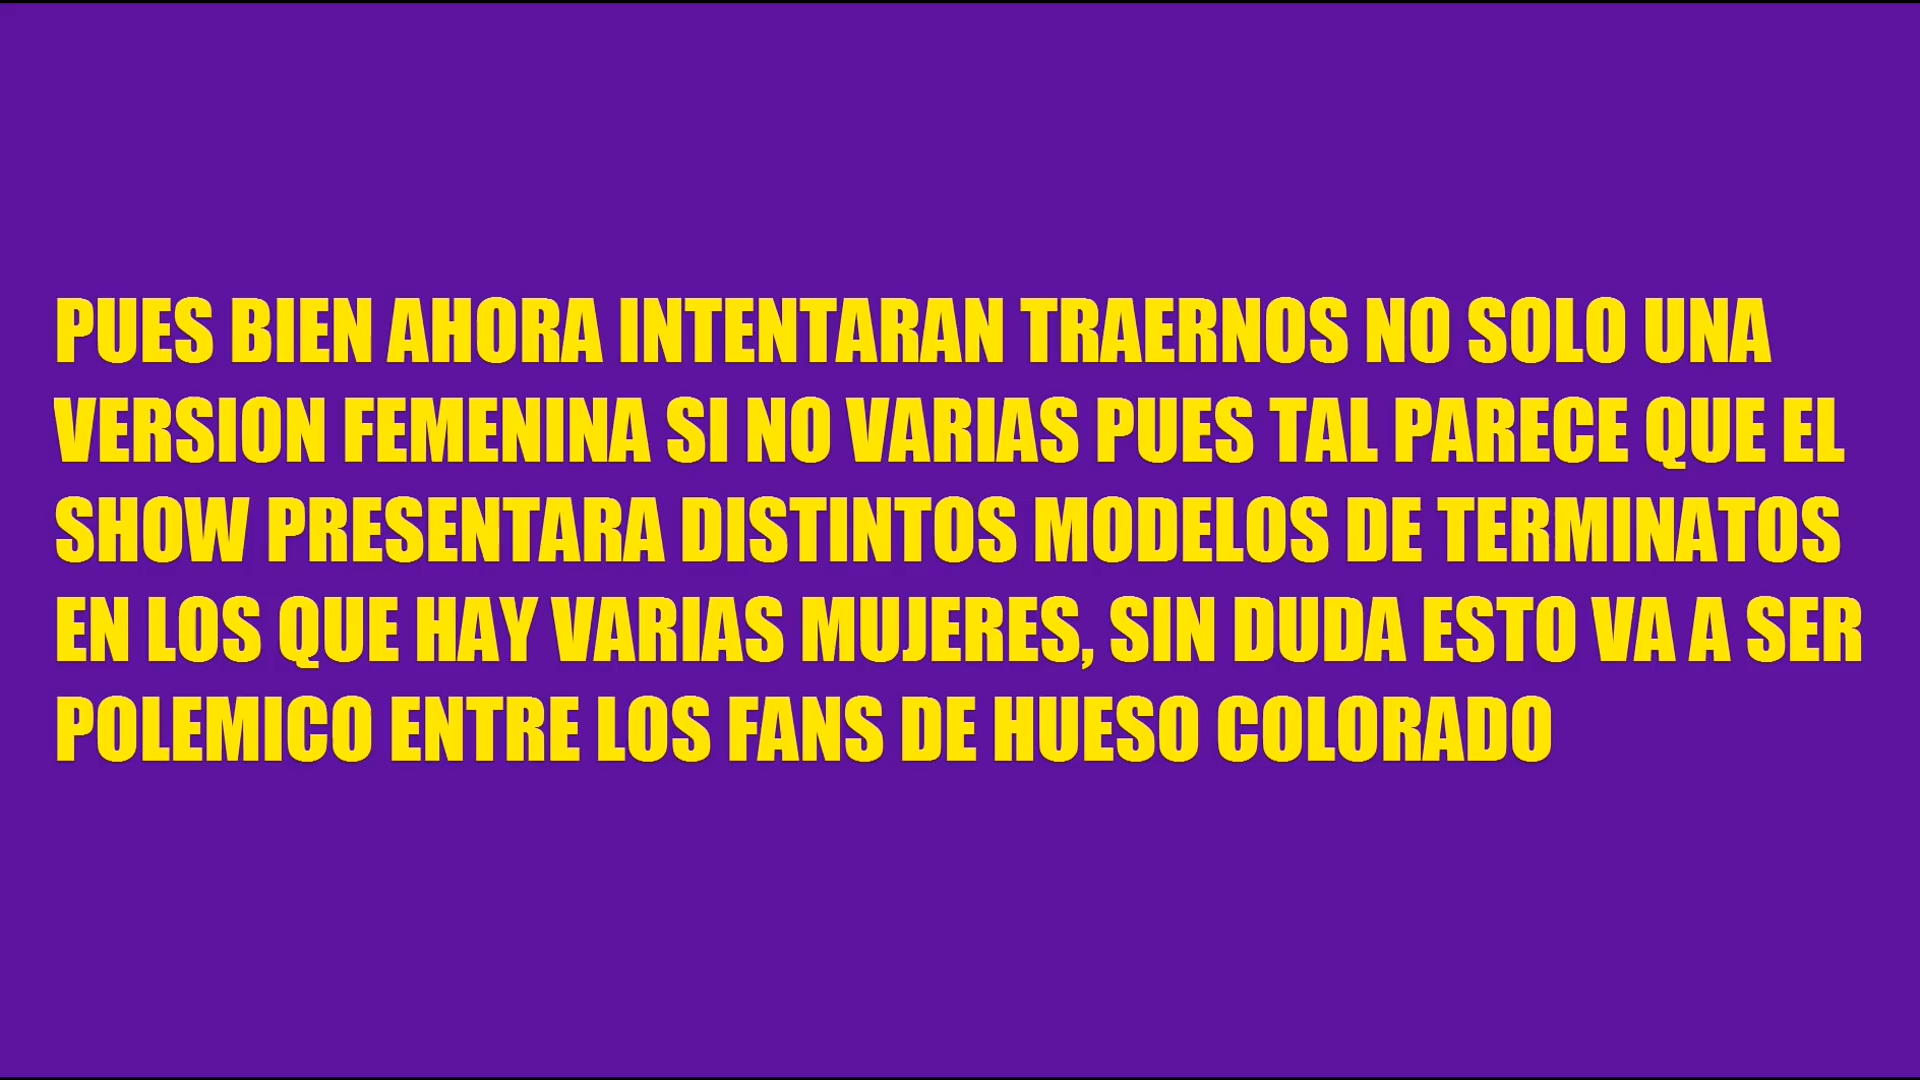 PUES BIEN AHORA INTENTARAN TRAERNOS NO SOLO UNA
VERSION FEMENINA SI NO VARIAS PUES TAL PARECE QUE EL
SHOW PRESENTARA DISTINTOS MODELOS DE TERMINATOS
EN LOS QUE HAY VARIAS MUJERES, SIN DUDA ESTO VA A SER
POLEMICO ENTRE LOS FANS DE HUESO COLORADO